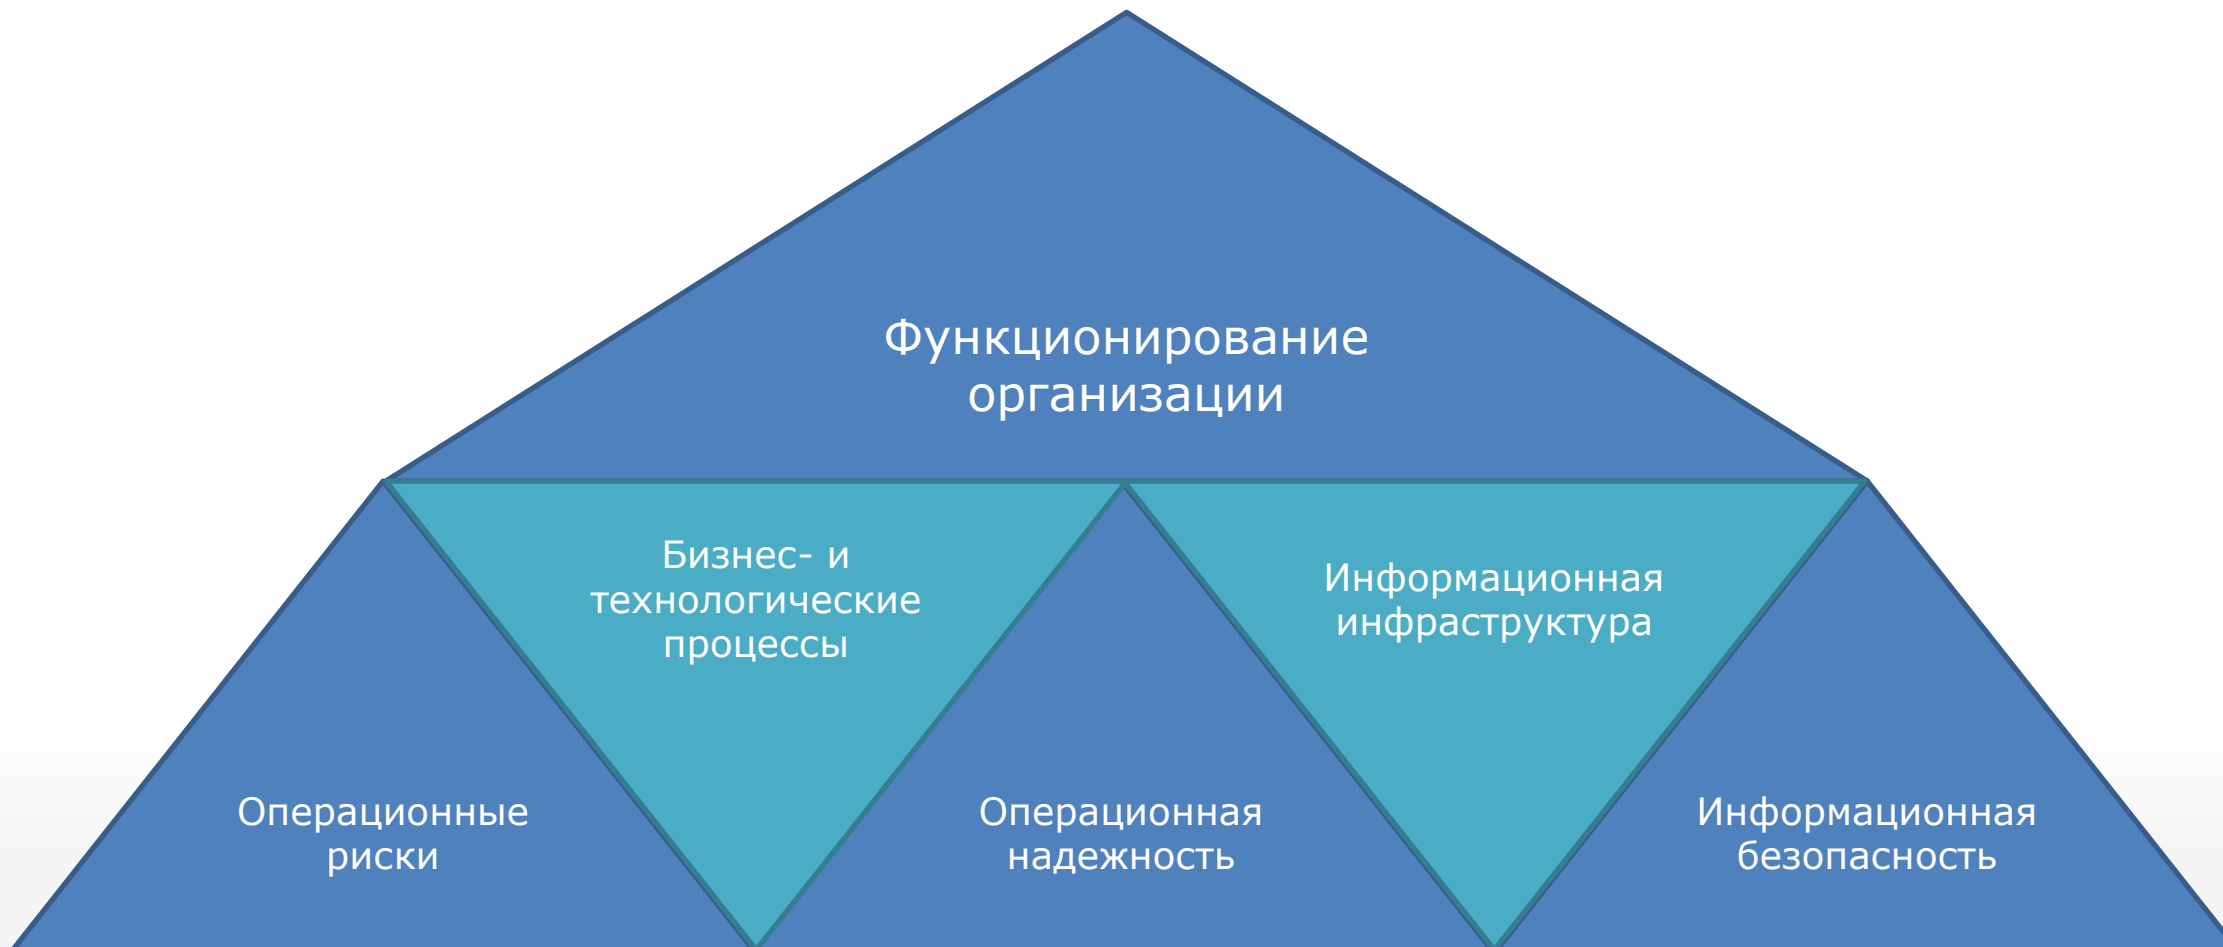 Функционирование
организации
Бизнес- и
технологические
процессы
Информационная
инфраструктура
Операционные
риски
Операционная
надежность
Информационная
безопасность